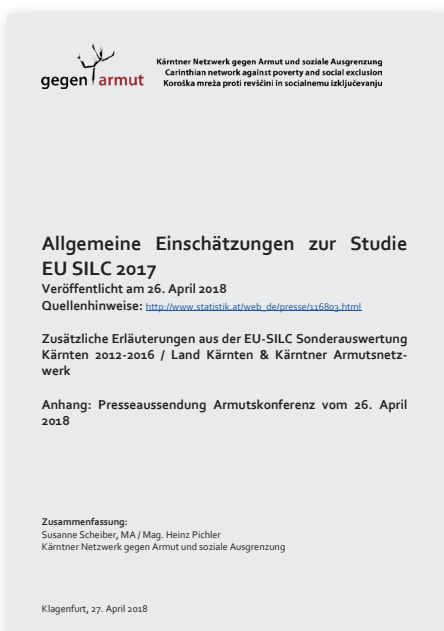 gegen armut
Kärntner Netzwerk gegen Armut und soziale Ausgrenzung
Carinthian network against poverty and social exclusion
Koroška mreža proti revščini in socialnemu izključevanju
Allgemeine Einschätzungen zur Studie
EU SILC 2017
Veröffentlicht am 26. April 2018
Quellenhinweise: http://www.statistik.at/web_de/presse/116803.html
Zusätzliche Erläuterungen aus der EU-SILC Sonderauswertung
Kärnten 2012-2016 / Land Kärnten & Kärntner Armutsnetz-
werk
Anhang: Presseaussendung Armutskonferenz vom 26. April
2018
Zusammenfassung:
Susanne Scheiber, MA / Mag. Heinz Pichler
Kärntner Netzwerk gegen Armut und soziale Ausgrenzung
Klagenfurt, 27. April 2018